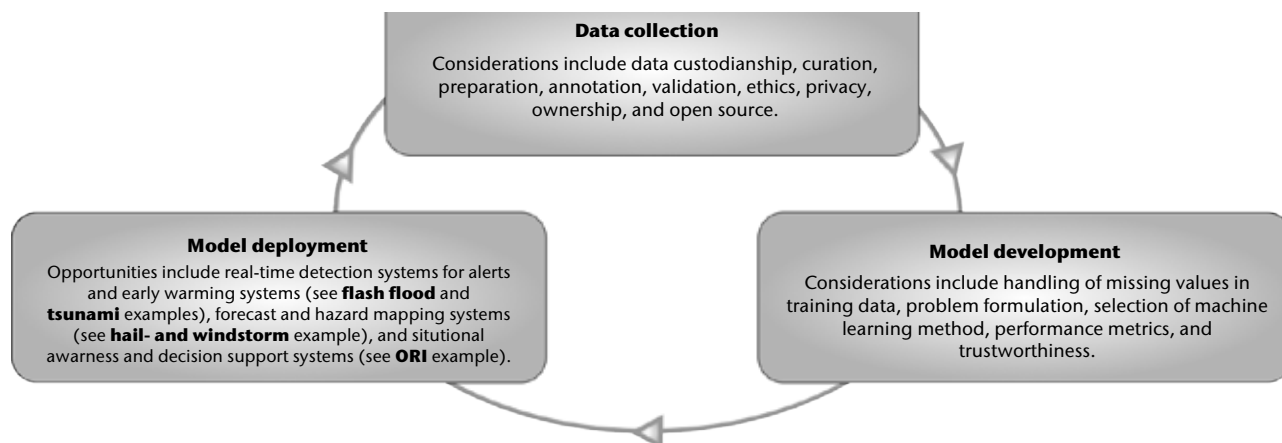 Data collection
Considerations include data custodianship, curation,
preparation, annotation, validation, ethics, privacy,
ownership, and open source.
Model deployment
Opportunities include real-time detection systems for alerts
and early warming systems (see flash flood and
tsunami examples), forecast and hazard mapping systems
(see hail- and windstorm example), and situtional
awarness and decision support systems (see ORI example).
Model development
Considerations include handling of missing values in
training data, problem formulation, selection of machine
learning method, performance metrics, and
trustworthiness.